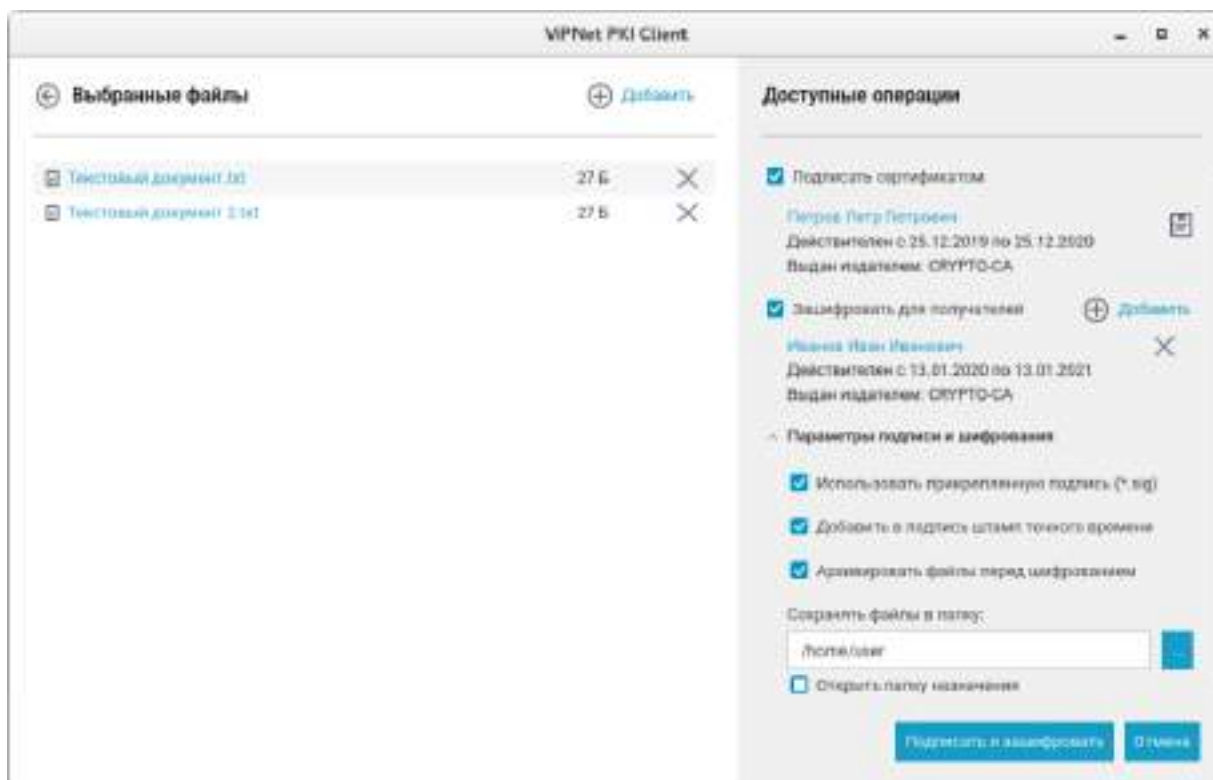 ViPNet PKI Client
Выбранные файлы
Добавить
Текстовый документ.txt
27 Б
Текстовый документ 2.txt
27 Б
Доступные операции
Подписать сертификатом
Петров Петр Петрович
Действителен с 25.12.2019 по 25.12.2020
Выдан издателем: CRYPTO-CA
Зашифровать для получателей
Добавить
Иванов Иван Иванович
Действителен с 13.01.2020 по 13.01.2021
Выдан издателем: CRYPTO-CA
Параметры подписи и шифрования
Использовать прикрепленную подпись (*.sig)
Добавить в подпись штамп точного времени
Архивировать файлы перед шифрованием
Сохранять файлы в папку:
/home/user
...
Открыть папку назначения
Подписать и зашифровать
Отмена